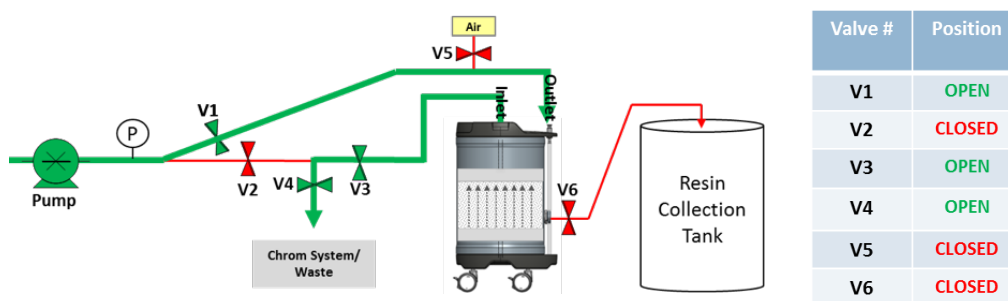 Air
V5
Outlet
Inlet
V1
P
V2
V4
V3
Pump
V6
Resin
Collection
Tank
Chrom System/
Waste
Valve # Position
V1 OPEN
V2 CLOSED
V3 OPEN
V4 OPEN
V5 CLOSED
V6 CLOSED